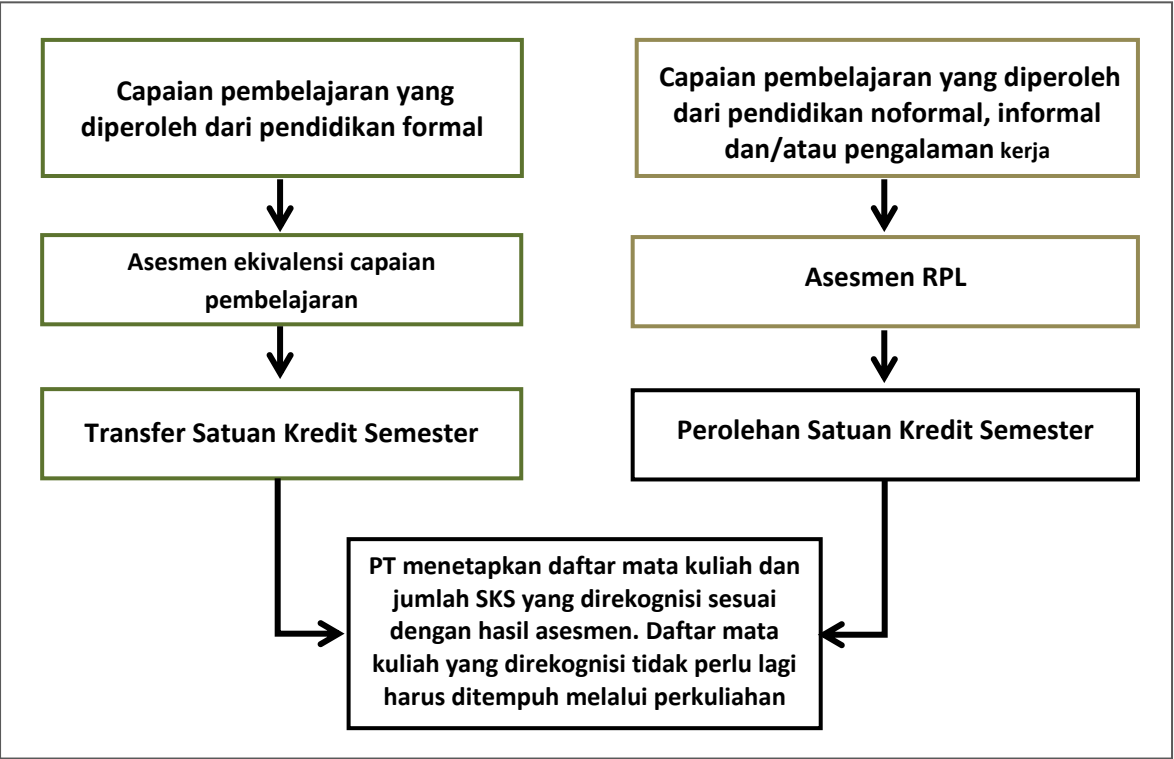 Capaian pembelajaran yang
diperoleh dari pendidikan formal
Capaian pembelajaran yang diperoleh
dari pendidikan noformal, informal
dan/atau pengalaman kerja
Asesmen ekivalensi capaian
pembelajaran
Asesmen RPL
Transfer Satuan Kredit Semester
Perolehan Satuan Kredit Semester
PT menetapkan daftar mata kuliah dan
jumlah SKS yang direkognisi sesuai
dengan hasil asesmen. Daftar mata
kuliah yang direkognisi tidak perlu lagi
harus ditempuh melalui perkuliahan